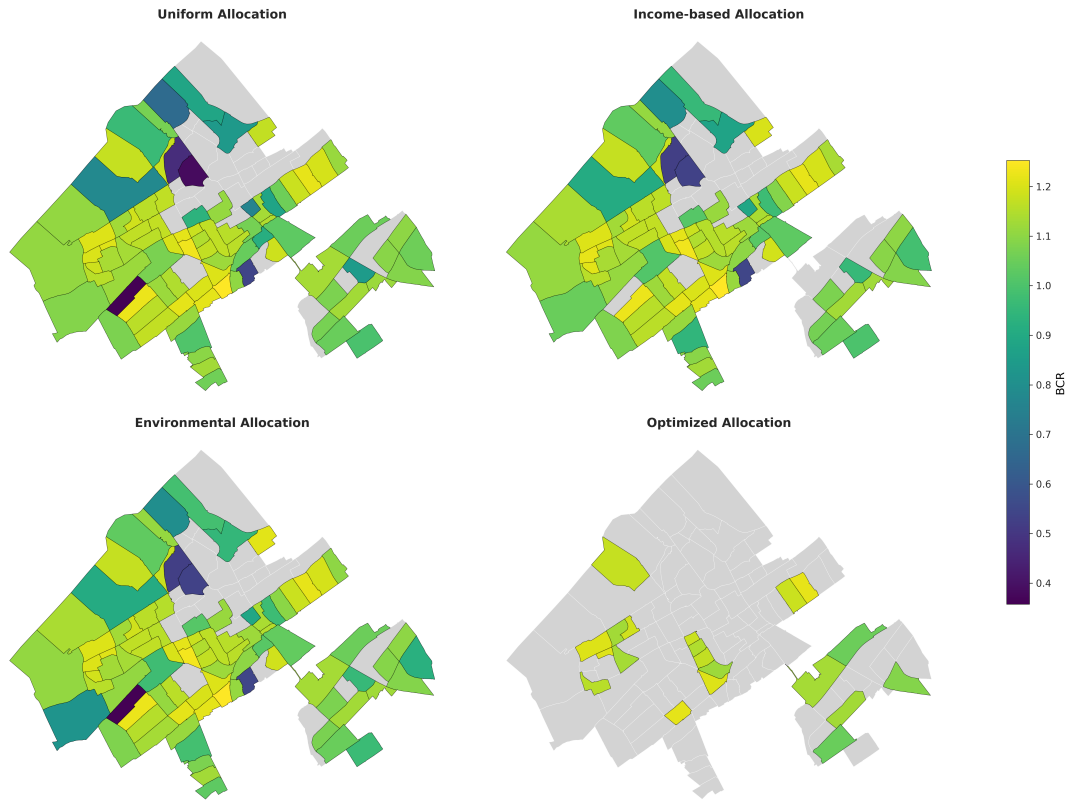 Uniform Allocation
Income-based Allocation
Environmental Allocation
Optimized Allocation
1.2
1.1
1.0
0.9
0.8
0.7
0.6
0.5
0.4
BCR